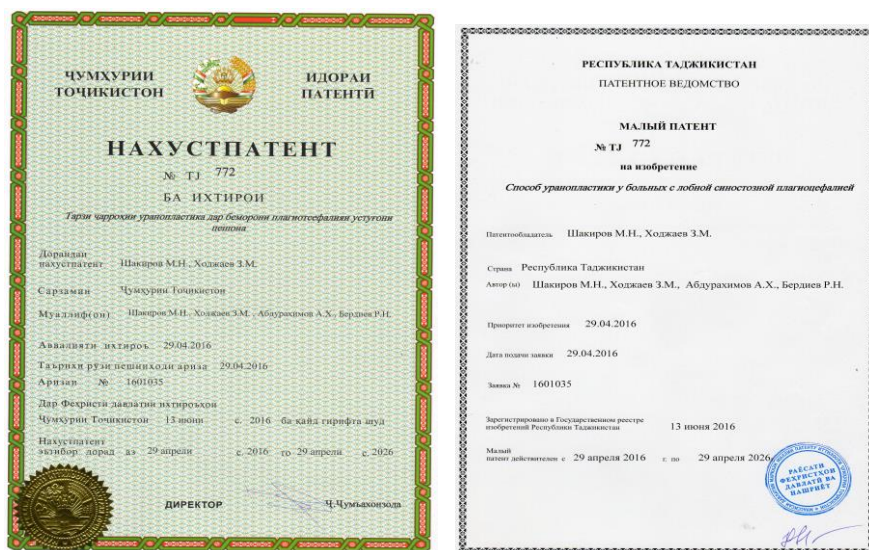 ҶУМҲУРИИ
ТОҶИКИСТОН
ИДОРАИ
ПАТЕНТӢ
НАХУСТПАТЕНТ
№ TJ 772
БА ИХТИРОИ
Тарзи ҷарроҳии уранопластика дар беморони плагиотсефалияи устухони
пешона
Дорандаи
нахустпатент Шакиров М.Н., Ходжаев З.М.
Сарзамин Ҷумҳурии Тоҷикистон
Муаллиф(он) Шакиров М.Н., Ходжаев З.М. , Абдурахимов А.Х., Бердиев Р.Н.
Аввалияти ихтироъ 29.04.2016
Таърихи рӯзи пешниҳоди ариза 29.04.2016
Аризаи № 1601035
Дар Феҳристи давлатии ихтироъҳои
Ҷумҳурии Тоҷикистон 13 июни с. 2016 ба қайд гирифта шуд
Нахустпатент
эътибор дорад аз 29 апрели с. 2016 то 29 апрели с. 2026
ДИРЕКТОР
РЕСПУБЛИКА ТАДЖИКИСТАН
ПАТЕНТНОЕ ВЕДОМСТВО
МАЛЫЙ ПАТЕНТ
№ TJ 772
на изобретение
Способ уранопластики у больных с лобной синостозной плагиоцефалией
Патентообладатель Шакиров М.Н., Ходжаев З.М.
Страна Республика Таджикистан
Автор (ы) Шакиров М.Н., Ходжаев З.М., Абдурахимов А.Х., Бердиев Р.Н.
Приоритет изобретения 29.04.2016
Дата подачи заявки 29.04.2016
Заявка № 1601035
Зарегистрировано в Государственном реестре
изобретений Республики Таджикистан 13 июня 2016
Малый
патент действителен с 29 апреля 2016 г. по 29 апреля 2026
РАЁСАТИ
ФЕҲРИСТҲОИ
ДАВЛАТӢ ВА
НАШРИЁТ